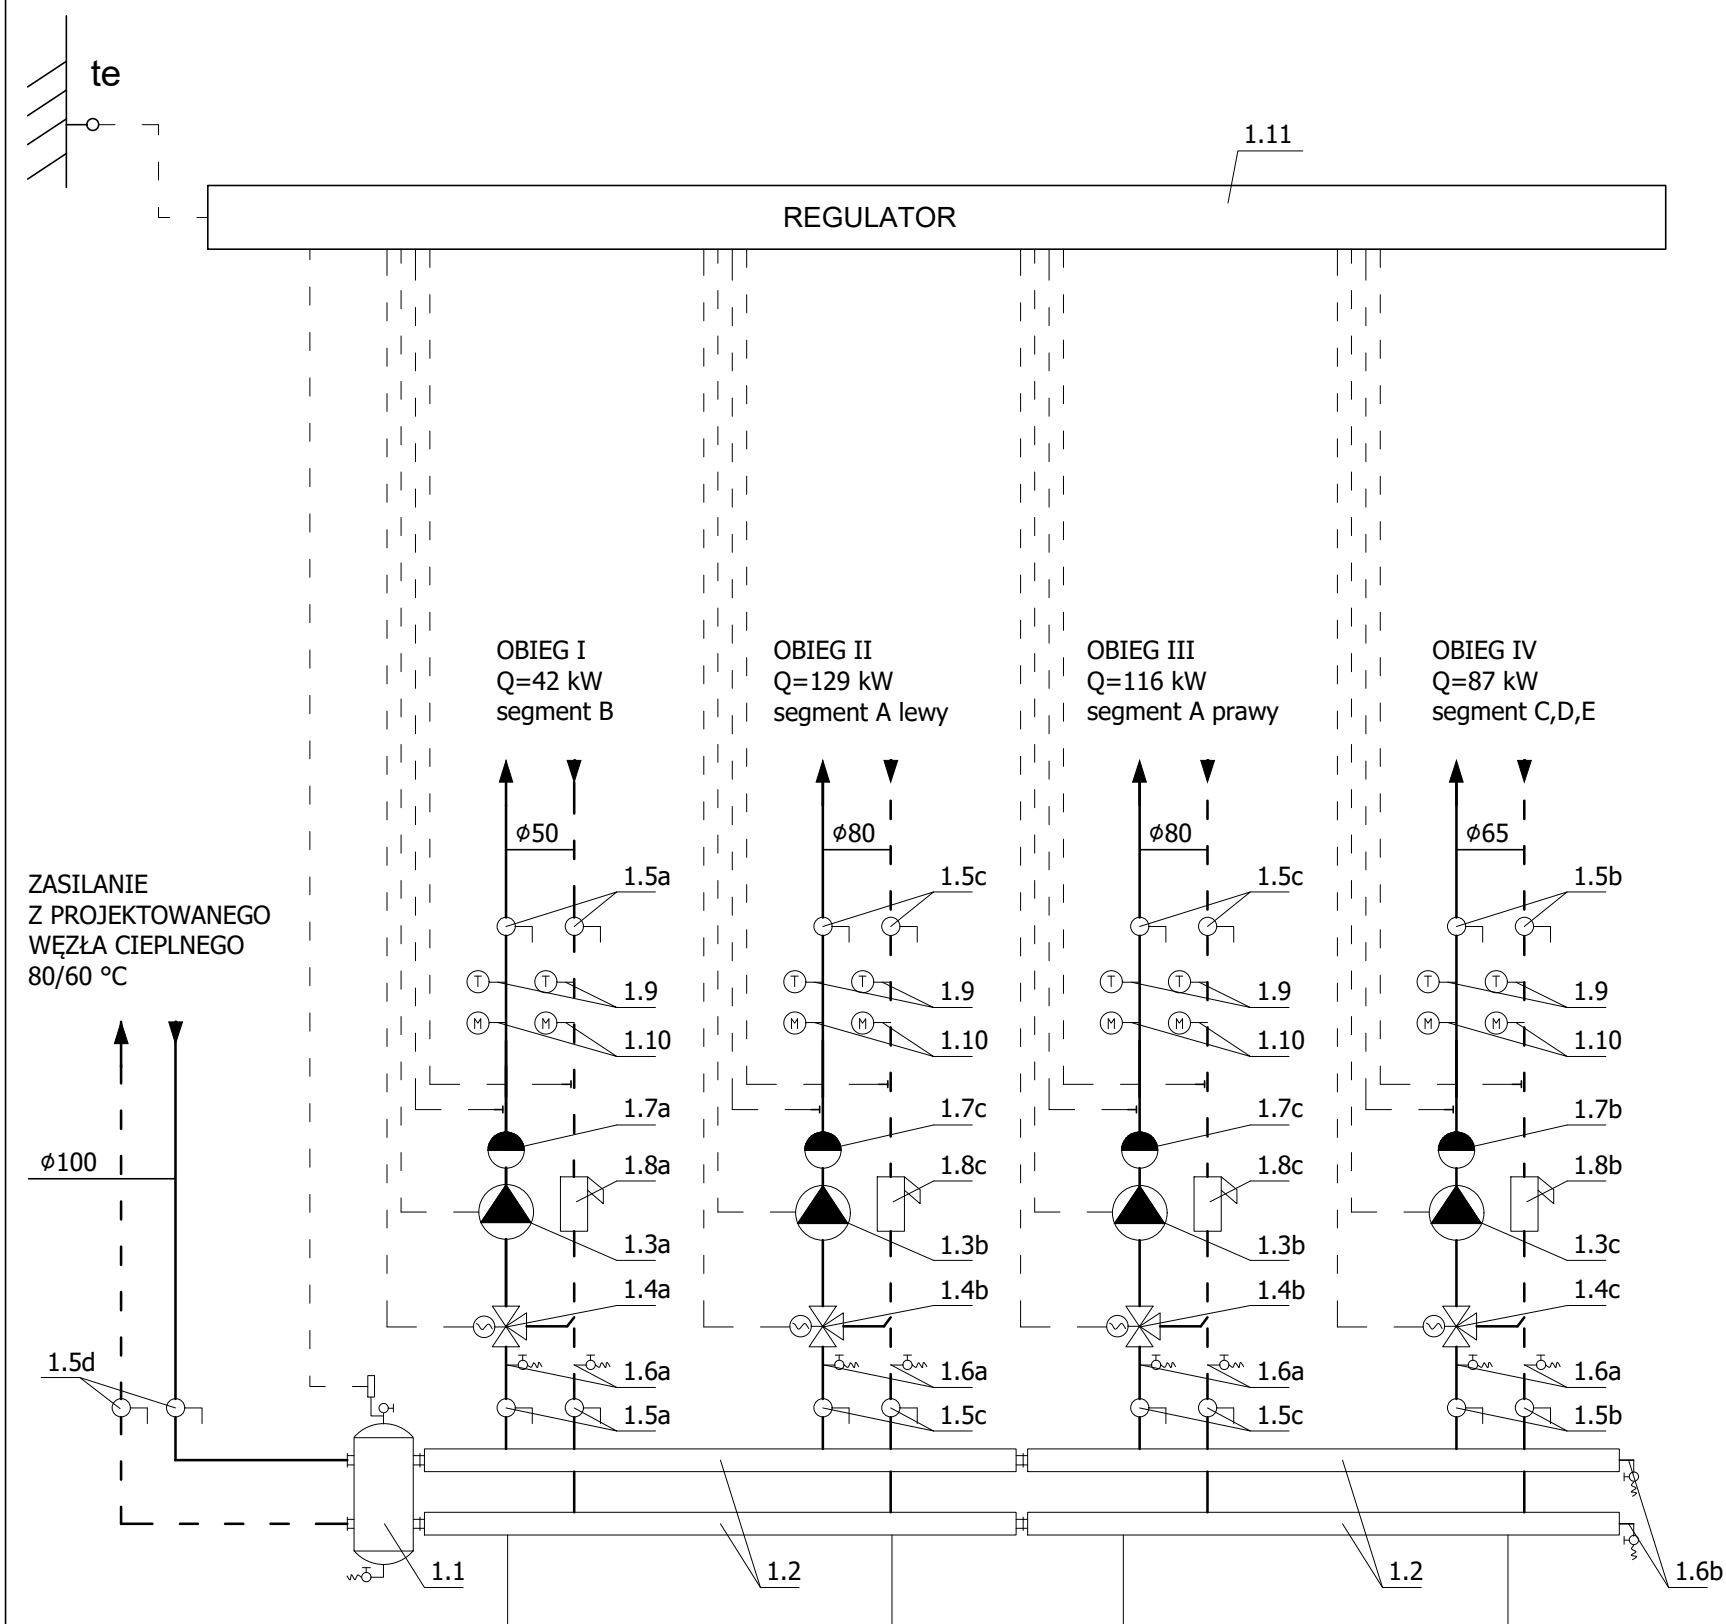 te
1.11
REGULATOR
OBIEG I
Q=42 kW
segment B
OBIEG II
Q=129 kW
segment A lewy
OBIEG III
Q=116 kW
segment A prawy
OBIEG IV
Q=87 kW
segment C,D,E
ϕ50
ϕ80
ϕ80
ϕ65
ZASILANIE
Z PROJEKTOWANEGO
WĘZŁA CIEPLNEGO
80/60 °C
1.5a
1.5c
1.5c
1.5b
T T 1.9
T T 1.9
T T 1.9
T T 1.9
M M 1.10
M M 1.10
M M 1.10
M M 1.10
1.7a
1.7c
1.7c
1.7b
ϕ100
1.8a
1.8c
1.8c
1.8b
1.3a
1.3b
1.3b
1.3c
1.4a
1.4b
1.4b
1.4c
1.5d
1.6a
1.6a
1.6a
1.6a
1.5a
1.5c
1.5c
1.5b
1.1
1.2
1.2
1.6b